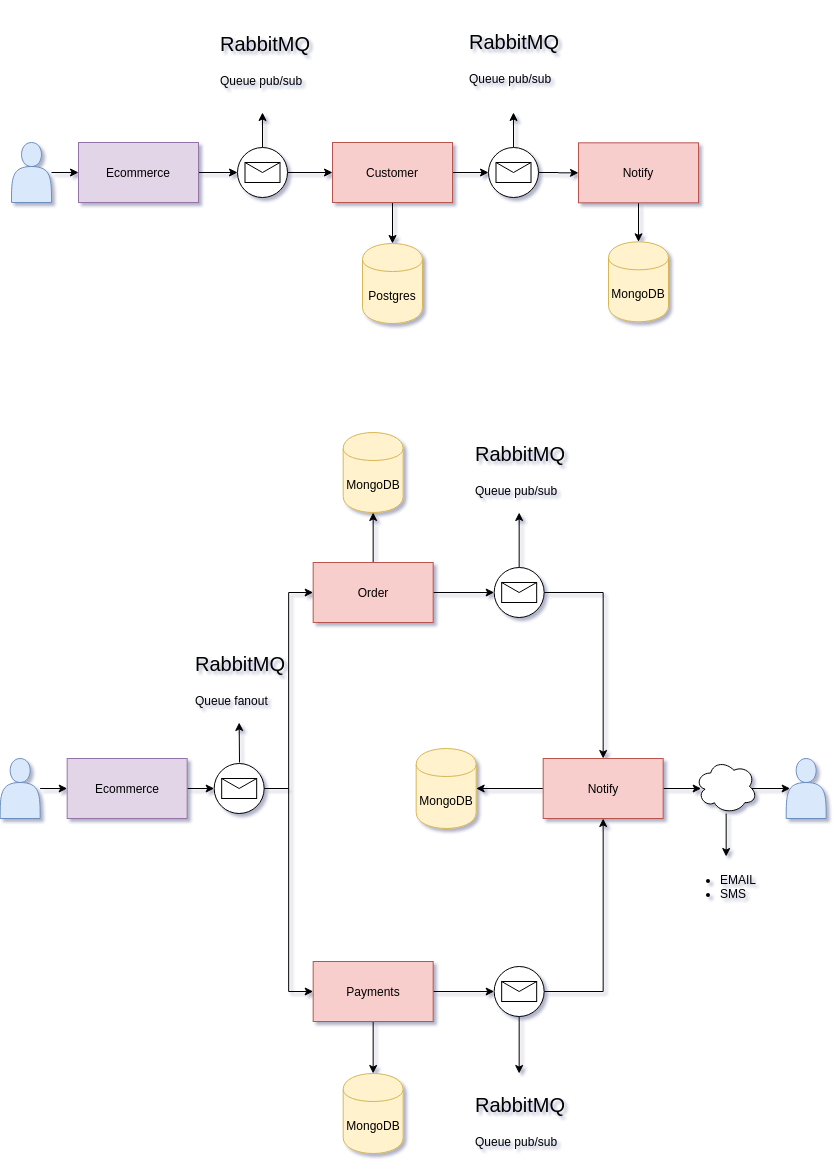 RabbitMQ
RabbitMQ
Queue pub/sub
Queue pub/sub
Ecommerce
Customer
Notify
Postgres
MongoDB
MongoDB
RabbitMQ
Queue pub/sub
Order
RabbitMQ
Queue fanout
Ecommerce
MongoDB
Notify
EMAIL
SMS
Payments
MongoDB
RabbitMQ
Queue pub/sub